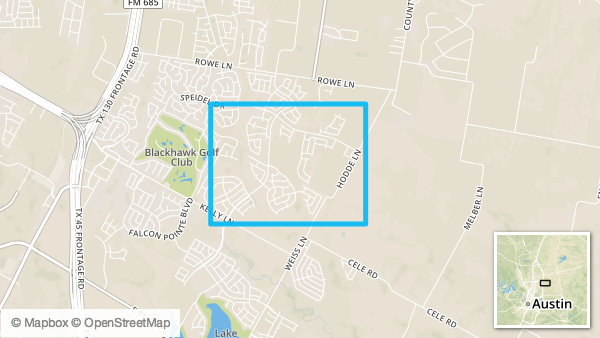 FM 685
COUNT
ROWE LN
ROWE LN
TX 130 FRONTAGE RD
SPEIDEL DR
Blackhawk Golf
Club
HODDE LN
MELBER LN
KELLY LN
FALCON POINTE BLVD
TX 45 FRONTAGE RD
WEISS LN
CELE RD
CELE RD
Lake
Austin
© Mapbox © OpenStreetMap